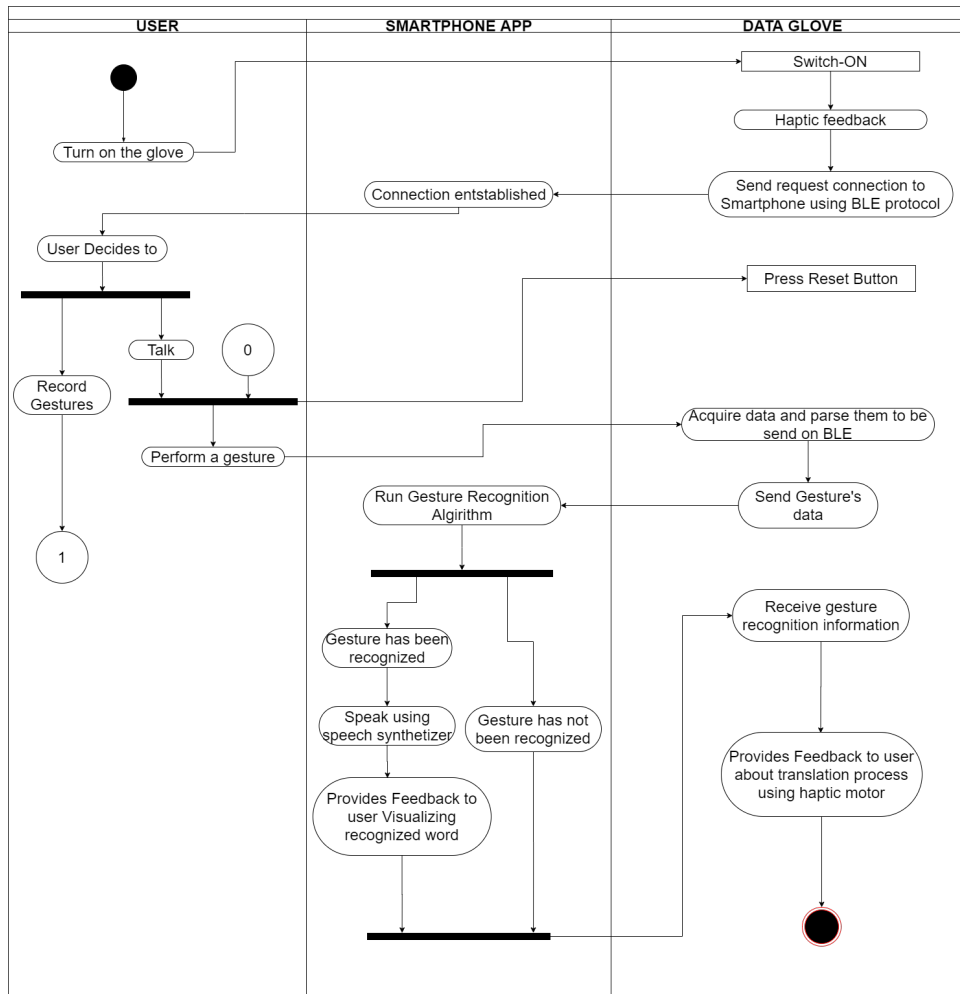 USER
SMARTPHONE APP
DATA GLOVE
Switch-ON
Haptic feedback
Turn on the glove
Send request connection to
Smartphone using BLE protocol
Connection entstablished
User Decides to
Press Reset Button
Talk
0
Record
Gestures
Acquire data and parse them to be
send on BLE
Perform a gesture
Run Gesture Recognition
Algirithm
Send Gesture's
data
1
Receive gesture
recognition information
Gesture has been
recognized
Speak using
speech synthetizer
Gesture has not
been recognized
Provides Feedback to user
about translation process
using haptic motor
Provides Feedback to
user Visualizing
recognized word